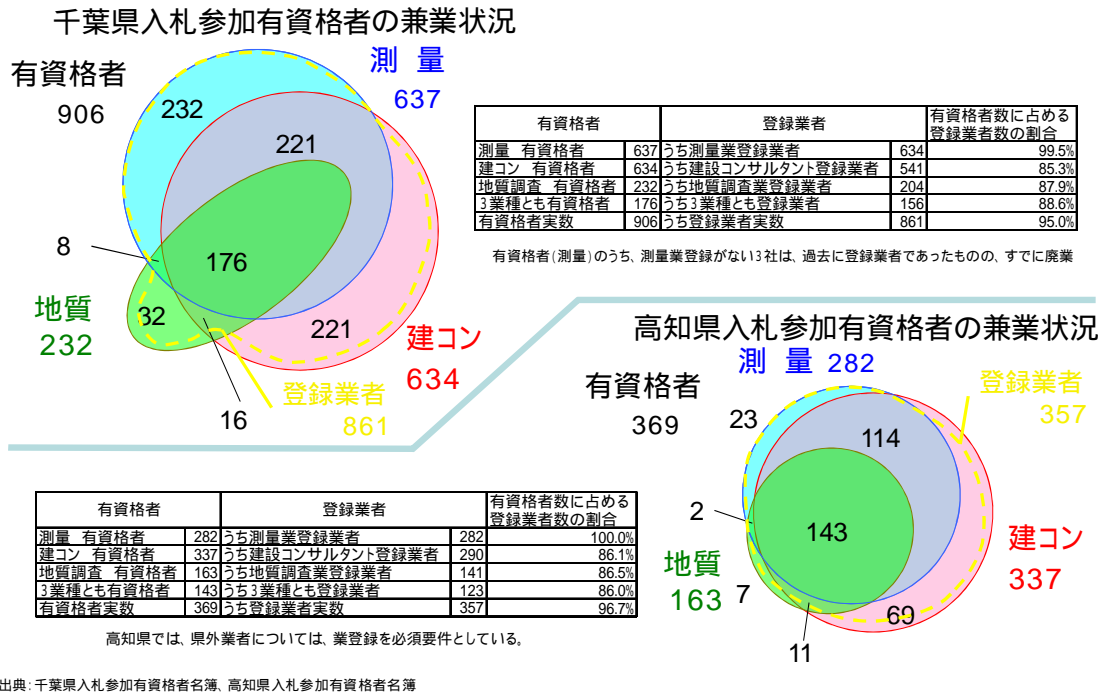 千葉県入札参加有資格者の兼業状況
有資格者
906
測 量
637
232
221
8
176
地質
232
32
221
建コン
634
16
登録業者
861
有資格者 登録業者 有資格者数に占める
登録業者数の割合
測量 有資格者 637 うち測量業登録業者 634 99.5%
建コン 有資格者 634 うち建設コンサルタント登録業者 541 85.3%
地質調査 有資格者 232 うち地質調査業登録業者 204 87.9%
3業種とも有資格者 176 うち3業種とも登録業者 156 88.6%
有資格者実数 906 うち登録業者実数 861 95.0%
有資格者(測量)のうち、測量業登録がない3社は、過去に登録業者であったものの、すでに廃業
高知県入札参加有資格者の兼業状況
測 量 282
有資格者
369
登録業者
357
23
114
2
143
地質
163
7
建コン
337
69
11
有資格者 登録業者 有資格者数に占める
登録業者数の割合
測量 有資格者 282 うち測量業登録業者 282 100.0%
建コン 有資格者 337 うち建設コンサルタント登録業者 290 86.1%
地質調査 有資格者 163 うち地質調査業登録業者 141 86.5%
3業種とも有資格者 143 うち3業種とも登録業者 123 86.0%
有資格者実数 369 うち登録業者実数 357 96.7%
高知県では、県外業者については、業登録を必須要件としている。
出典:千葉県入札参加有資格者名簿、高知県入札参加有資格者名簿